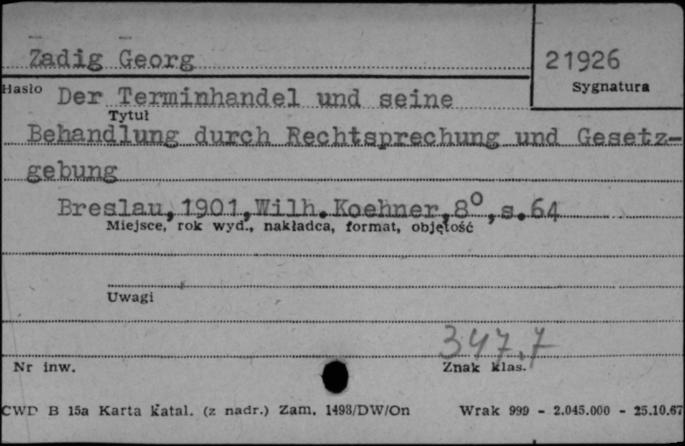 Zadig Georg
21926
Hasło
Sygnatura
Der Terminhandel und seine
Tytuł
Behandlung durch Rechtsprechung und Gesetz-
gebung
Breslau, 1901, Wilh. Koehner, 8°, s. 64
Miejsce, rok wyd., nakładca, format, objętość
Uwagi
347.7
Nr inw.
Znak klas.
CWD B 15a Karta katal. (z nadr.) Zam. 1493/DW/On Wrak 999 - 2.045.000 - 25.10.67